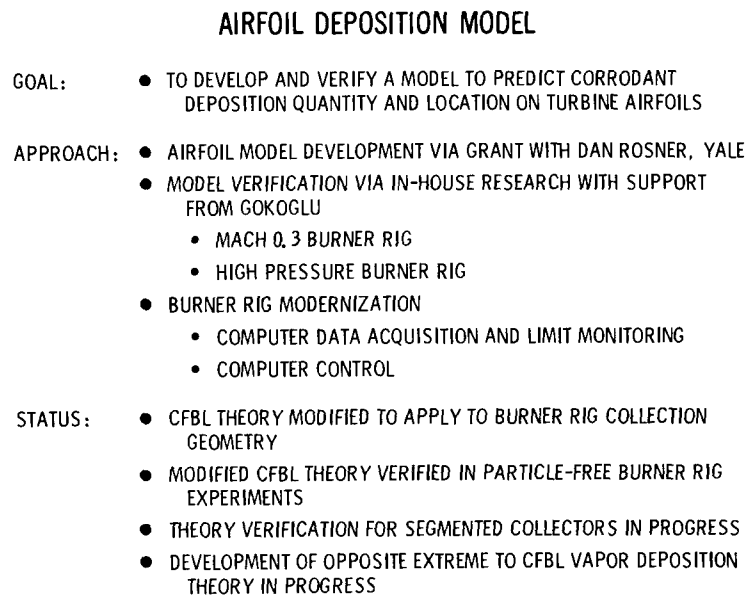 AIRFOIL DEPOSITION MODEL
GOAL: ● TO DEVELOP AND VERIFY A MODEL TO PREDICT CORRODANT
DEPOSITION QUANTITY AND LOCATION ON TURBINE AIRFOILS
APPROACH: ● AIRFOIL MODEL DEVELOPMENT VIA GRANT WITH DAN ROSNER, YALE
● MODEL VERIFICATION VIA IN-HOUSE RESEARCH WITH SUPPORT
FROM GOKOGLU
• MACH 0.3 BURNER RIG
• HIGH PRESSURE BURNER RIG
● BURNER RIG MODERNIZATION
• COMPUTER DATA ACQUISITION AND LIMIT MONITORING
• COMPUTER CONTROL
STATUS: ● CFBL THEORY MODIFIED TO APPLY TO BURNER RIG COLLECTION
GEOMETRY
● MODIFIED CFBL THEORY VERIFIED IN PARTICLE-FREE BURNER RIG
EXPERIMENTS
● THEORY VERIFICATION FOR SEGMENTED COLLECTORS IN PROGRESS
● DEVELOPMENT OF OPPOSITE EXTREME TO CFBL VAPOR DEPOSITION
THEORY IN PROGRESS